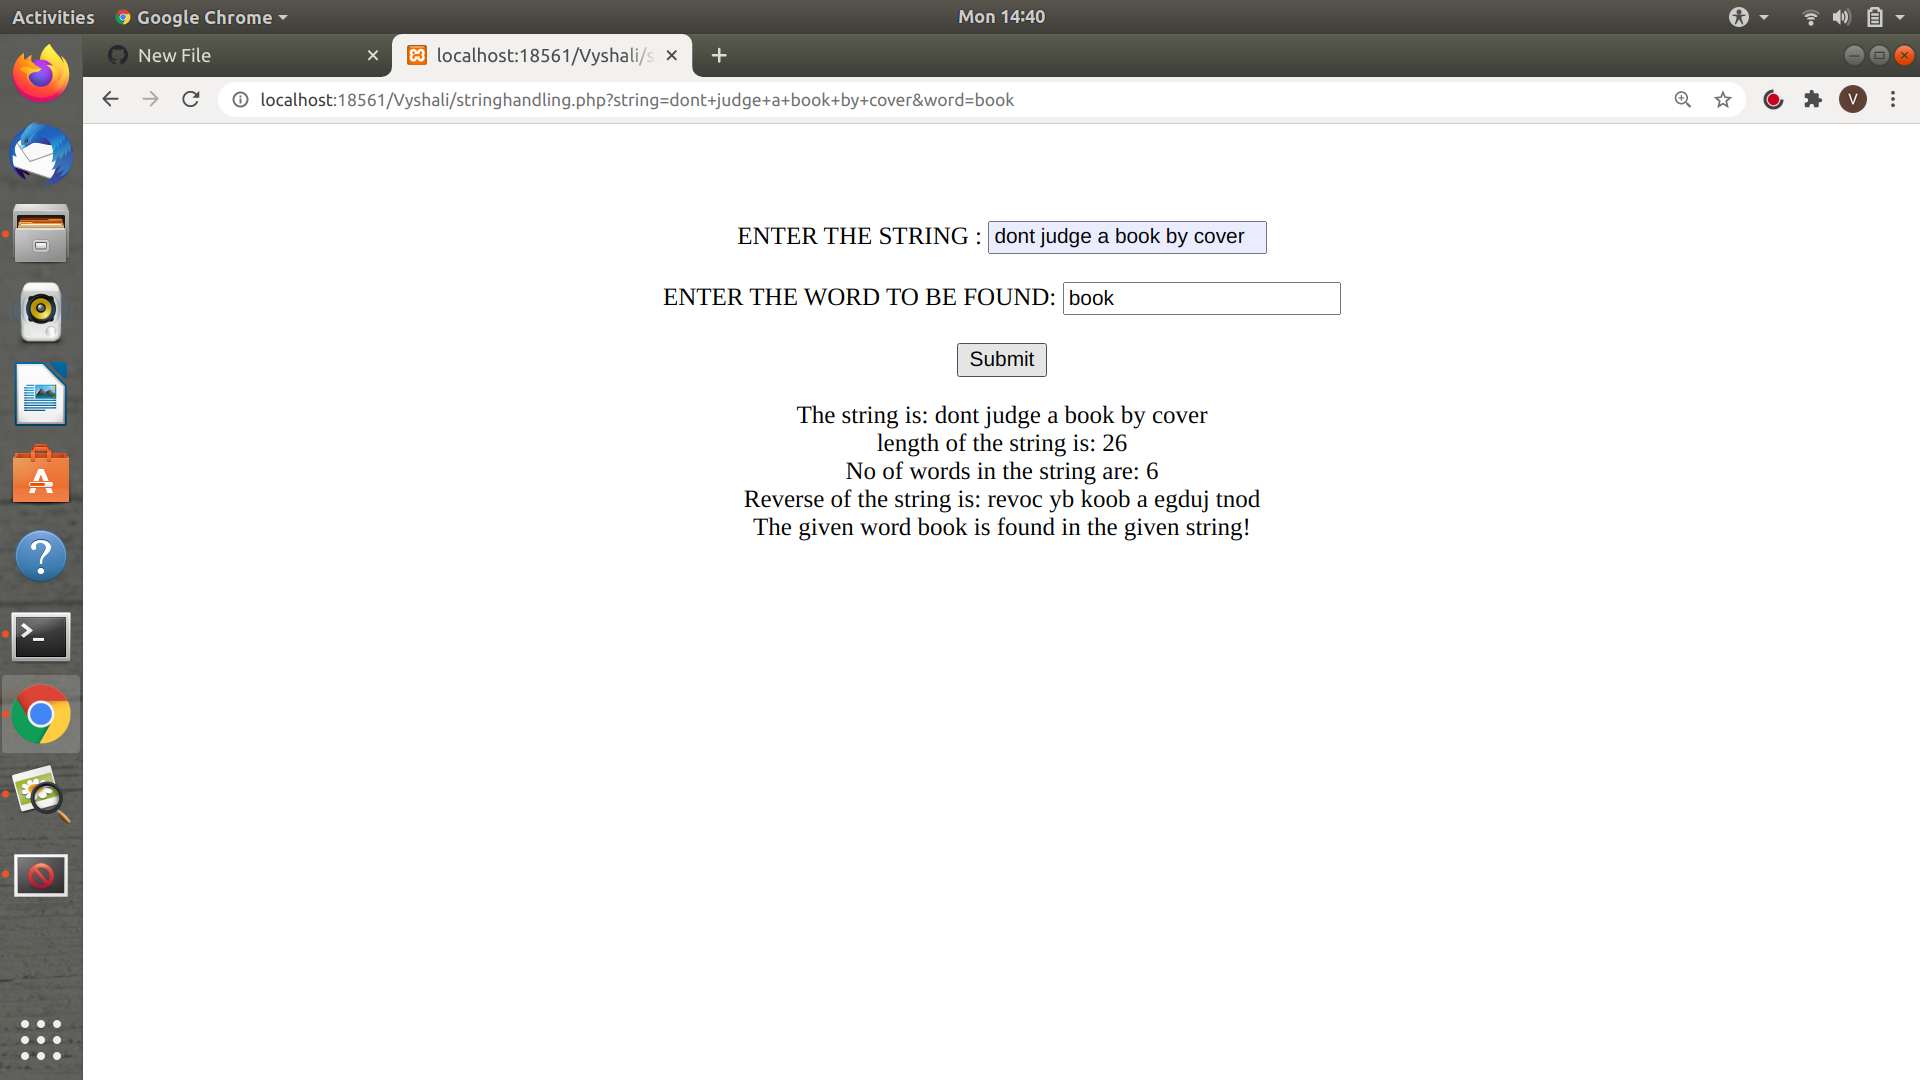 Activities Google Chrome Mon 14:40
New File localhost:18561/Vyshali/s
localhost:18561/Vyshali/stringhandling.php?string=dont+judge+a+book+by+cover&word=book V
ENTER THE STRING : dont judge a book by cover
ENTER THE WORD TO BE FOUND: book
Submit
The string is: dont judge a book by cover
length of the string is: 26
No of words in the string are: 6
Reverse of the string is: revoc yb koob a egduj tnod
The given word book is found in the given string!